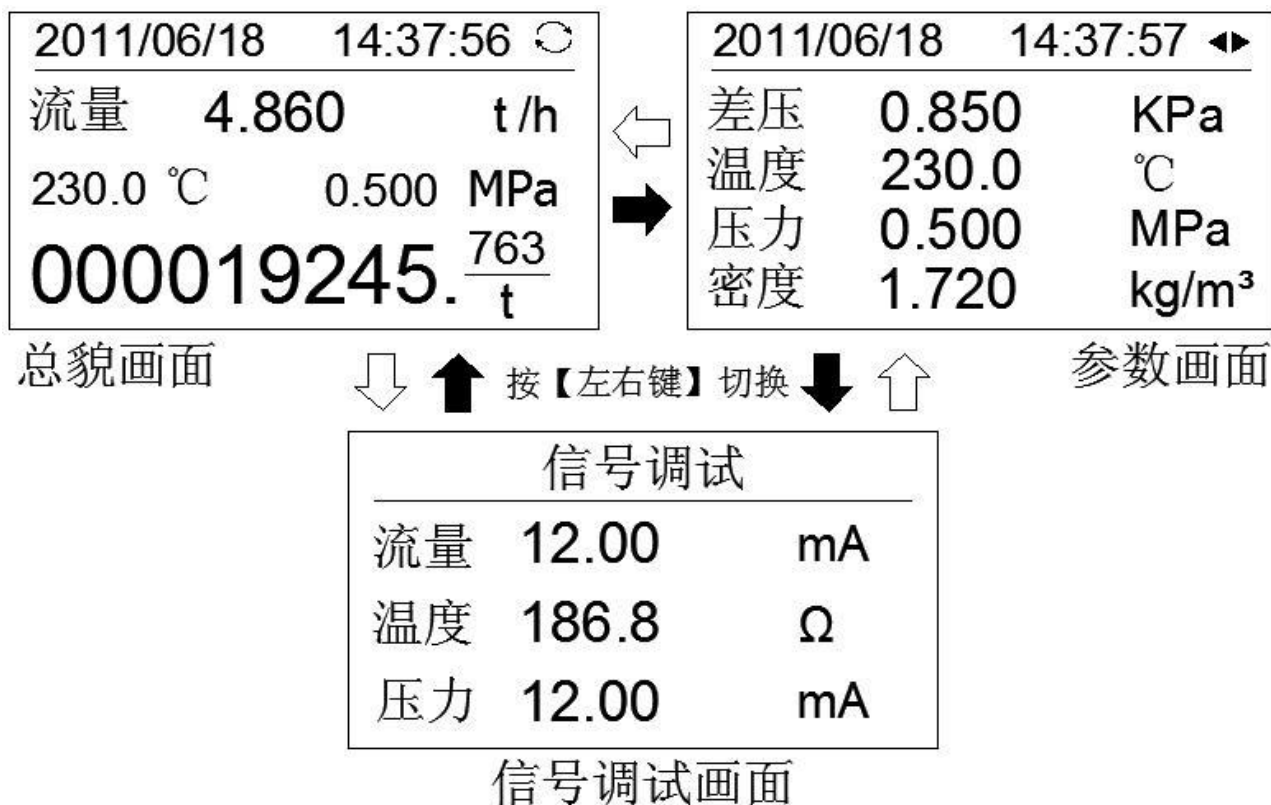 2011/06/18 14:37:56
流量 4.860 t/h
230.0 ℃ 0.500 MPa
000019245. 763
t
总貌画面
2011/06/18 14:37:57
差压 0.850 KPa
温度 230.0 ℃
压力 0.500 MPa
密度 1.720 kg/m³
参数画面
按【左右键】切换
信号调试
流量 12.00 mA
温度 186.8 Ω
压力 12.00 mA
信号调试画面